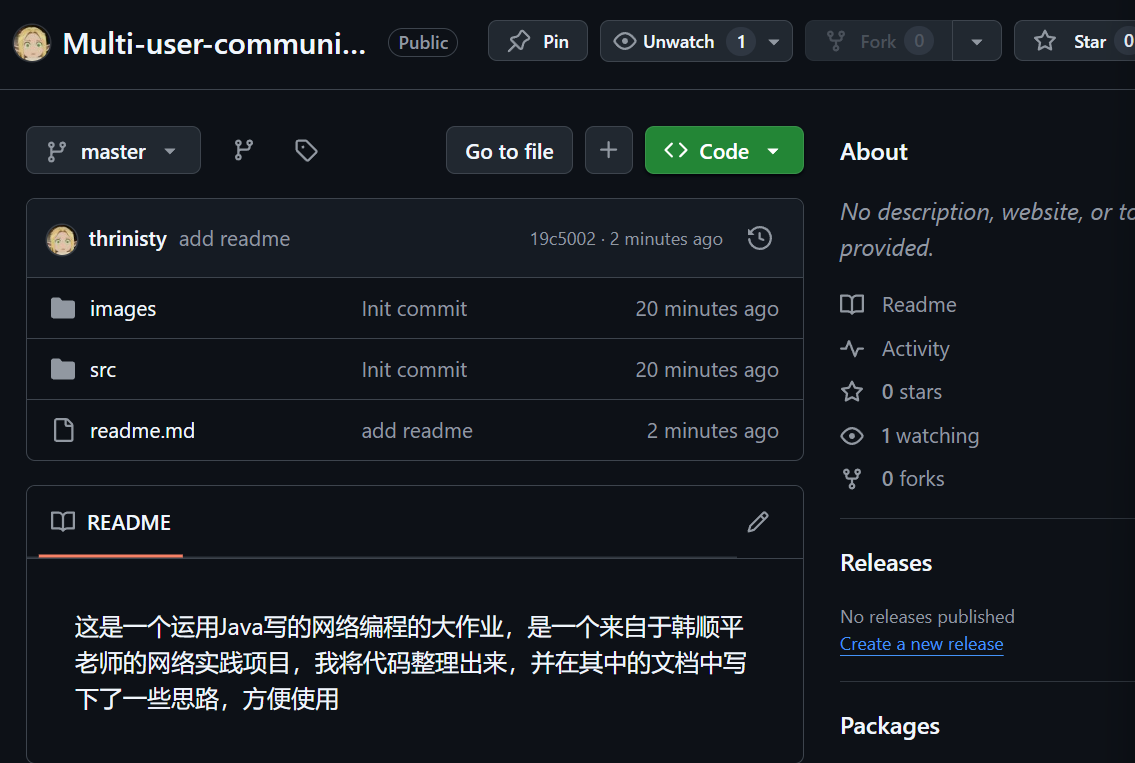 Multi-user-communi... Public Pin Unwatch 1 Fork 0 Star 0
master Go to file + Code
thrinisty add readme 19c5002 · 2 minutes ago
images Init commit 20 minutes ago
src Init commit 20 minutes ago
readme.md add readme 2 minutes ago
README
这是一个运用Java写的网络编程的大作业，是一个来自于韩顺平
老师的网络实践项目，我将代码整理出来，并在其中的文档中写
下了一些思路，方便使用
About
No description, website, or to
provided.
Readme
Activity
0 stars
1 watching
0 forks
Releases
No releases published
Create a new release
Packages